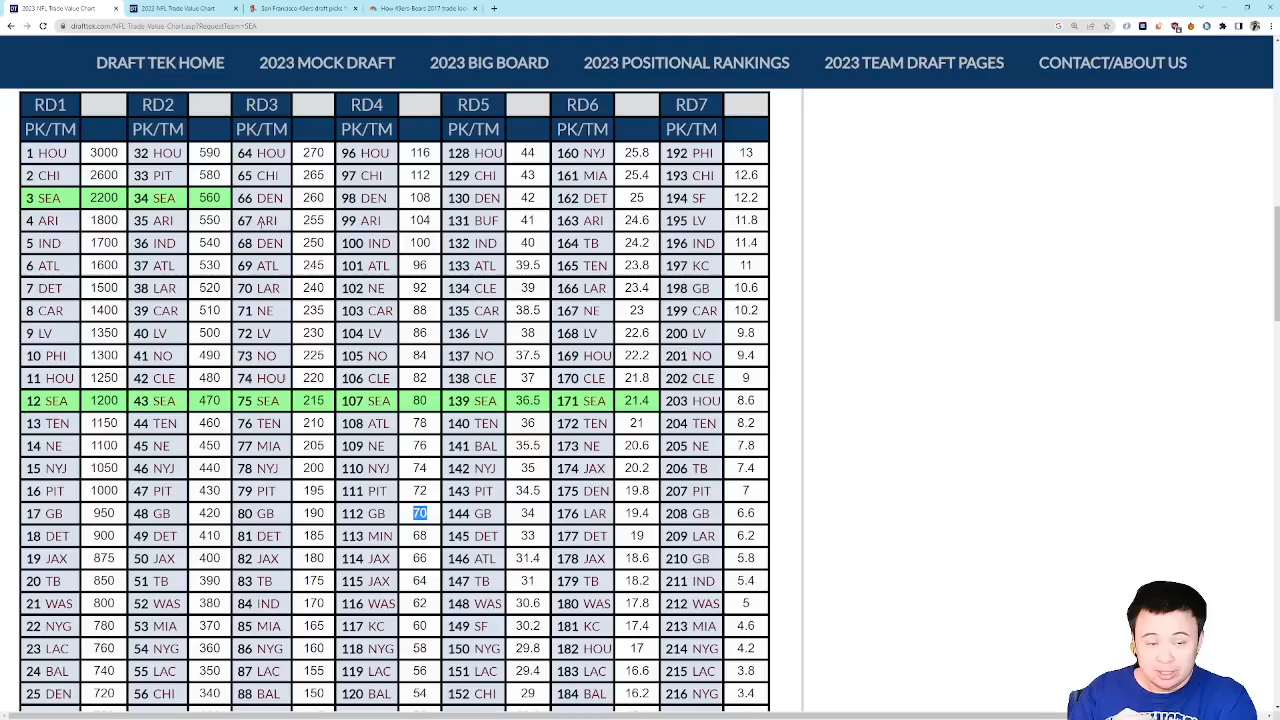 2023 NFL Trade Value Chart
2023 NFL Trade Value Chart
San Francisco 49ers draft picks
How 49ers-Bears 2017 trade
drafttek.com/NFL-Trade-Value-Chart.asp?RequestTeam=SEA
DRAFT TEK HOME 2023 MOCK DRAFT 2023 BIG BOARD 2023 POSITIONAL RANKINGS 2023 TEAM DRAFT PAGES CONTACT/ABOUT US
RD1 RD2 RD3 RD4 RD5 RD6 RD7
PK/TM PK/TM PK/TM PK/TM PK/TM PK/TM PK/TM
1 HOU 3000 32 HOU 590 64 HOU 270 96 HOU 116 128 HOU 44 160 NYJ 25.8 192 PHI 13
2 CHI 2600 33 PIT 580 65 CHI 265 97 CHI 112 129 CHI 43 161 MIA 25.4 193 CHI 12.6
3 SEA 2200 34 SEA 560 66 DEN 260 98 DEN 108 130 DEN 42 162 DET 25 194 SF 12.2
4 ARI 1800 35 ARI 550 67 ARI 255 99 ARI 104 131 BUF 41 163 ARI 24.6 195 LV 11.8
5 IND 1700 36 IND 540 68 DEN 250 100 IND 100 132 IND 40 164 TB 24.2 196 IND 11.4
6 ATL 1600 37 ATL 530 69 ATL 245 101 ATL 96 133 ATL 39.5 165 TEN 23.8 197 KC 11
7 DET 1500 38 LAR 520 70 LAR 240 102 NE 92 134 CLE 39 166 LAR 23.4 198 GB 10.6
8 CAR 1400 39 CAR 510 71 NE 235 103 CAR 88 135 CAR 38.5 167 NE 23 199 CAR 10.2
9 LV 1350 40 LV 500 72 LV 230 104 LV 86 136 LV 38 168 LV 22.6 200 LV 9.8
10 PHI 1300 41 NO 490 73 NO 225 105 NO 84 137 NO 37.5 169 HOU 22.2 201 NO 9.4
11 HOU 1250 42 CLE 480 74 HOU 220 106 CLE 82 138 CLE 37 170 CLE 21.8 202 CLE 9
12 SEA 1200 43 SEA 470 75 SEA 215 107 SEA 80 139 SEA 36.5 171 SEA 21.4 203 HOU 8.6
13 TEN 1150 44 TEN 460 76 TEN 210 108 ATL 78 140 TEN 36 172 TEN 21 204 TEN 8.2
14 NE 1100 45 NE 450 77 MIA 205 109 NE 76 141 BAL 35.5 173 NE 20.6 205 NE 7.8
15 NYJ 1050 46 NYJ 440 78 NYJ 200 110 NYJ 74 142 NYJ 35 174 JAX 20.2 206 TB 7.4
16 PIT 1000 47 PIT 430 79 PIT 195 111 PIT 72 143 PIT 34.5 175 DEN 19.8 207 PIT 7
17 GB 950 48 GB 420 80 GB 190 112 GB 70 144 GB 34 176 LAR 19.4 208 GB 6.6
18 DET 900 49 DET 410 81 DET 185 113 MIN 68 145 DET 33 177 DET 19 209 LAR 6.2
19 JAX 875 50 JAX 400 82 JAX 180 114 JAX 66 146 ATL 31.4 178 JAX 18.6 210 GB 5.8
20 TB 850 51 TB 390 83 TB 175 115 JAX 64 147 TB 31 179 TB 18.2 211 IND 5.4
21 WAS 800 52 WAS 380 84 IND 170 116 WAS 62 148 WAS 30.6 180 WAS 17.8 212 WAS 5
22 NYG 780 53 MIA 370 85 MIA 165 117 KC 60 149 SF 30.2 181 KC 17.4 213 MIA 4.6
23 LAC 760 54 NYG 360 86 NYG 160 118 NYG 58 150 NYG 29.8 182 HOU 17 214 NYG 4.2
24 BAL 740 55 LAC 350 87 LAC 155 119 LAC 56 151 LAC 29.4 183 LAC 16.6 215 LAC 3.8
25 DEN 720 56 CHI 340 88 BAL 150 120 BAL 54 152 CHI 29 184 BAL 16.2 216 NYG 3.4